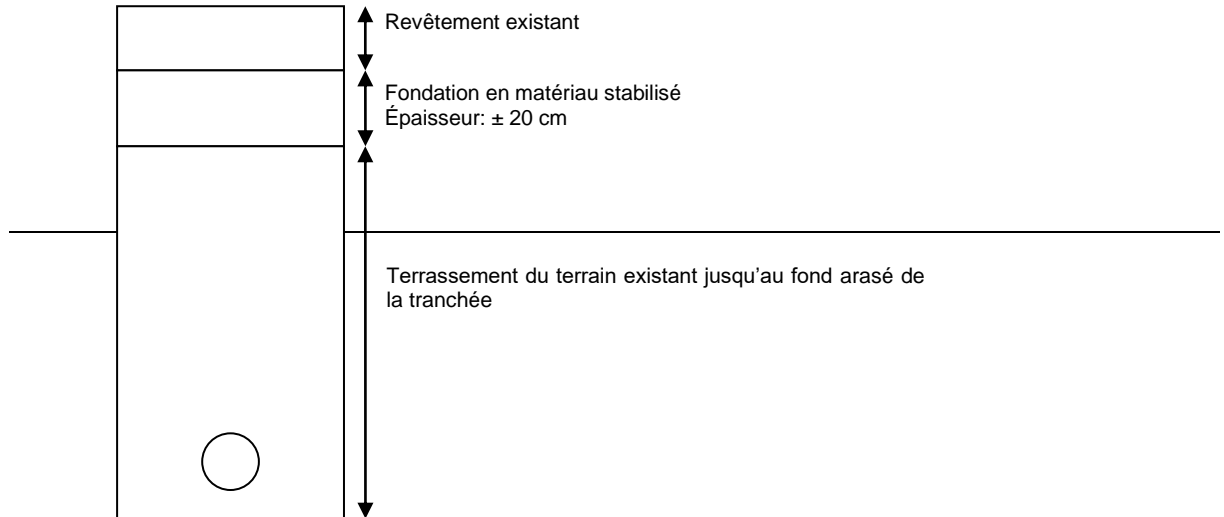 Revêtement existant
Fondation en matériau stabilisé
Épaisseur: ± 20 cm
Terrassement du terrain existant jusqu'au fond arasé de
la tranchée